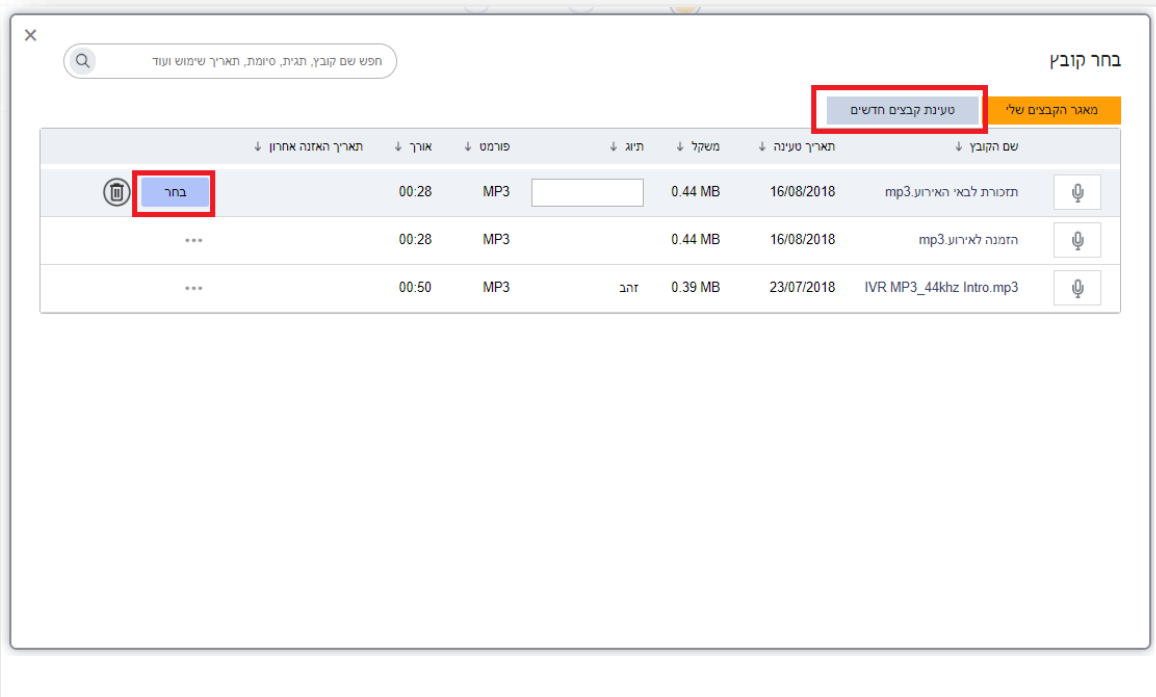 בחר קובץ
חפש שם קובץ, תגית, סיומת, תאריך שימוש ועוד
מאגר הקבצים שלי
טעינת קבצים חדשים
שם הקובץ ↓ תאריך טעינה ↓ משקל ↓ תיוג ↓ פורמט ↓ אורך ↓ תאריך האזנה אחרון ↓
תזכורת לבאי האירוע.mp3 16/08/2018 0.44 MB MP3 00:28 בחר
הזמנה לאירוע.mp3 16/08/2018 0.44 MB MP3 00:28 •••
IVR MP3_44khz Intro.mp3 23/07/2018 0.39 MB זהב MP3 00:50 •••